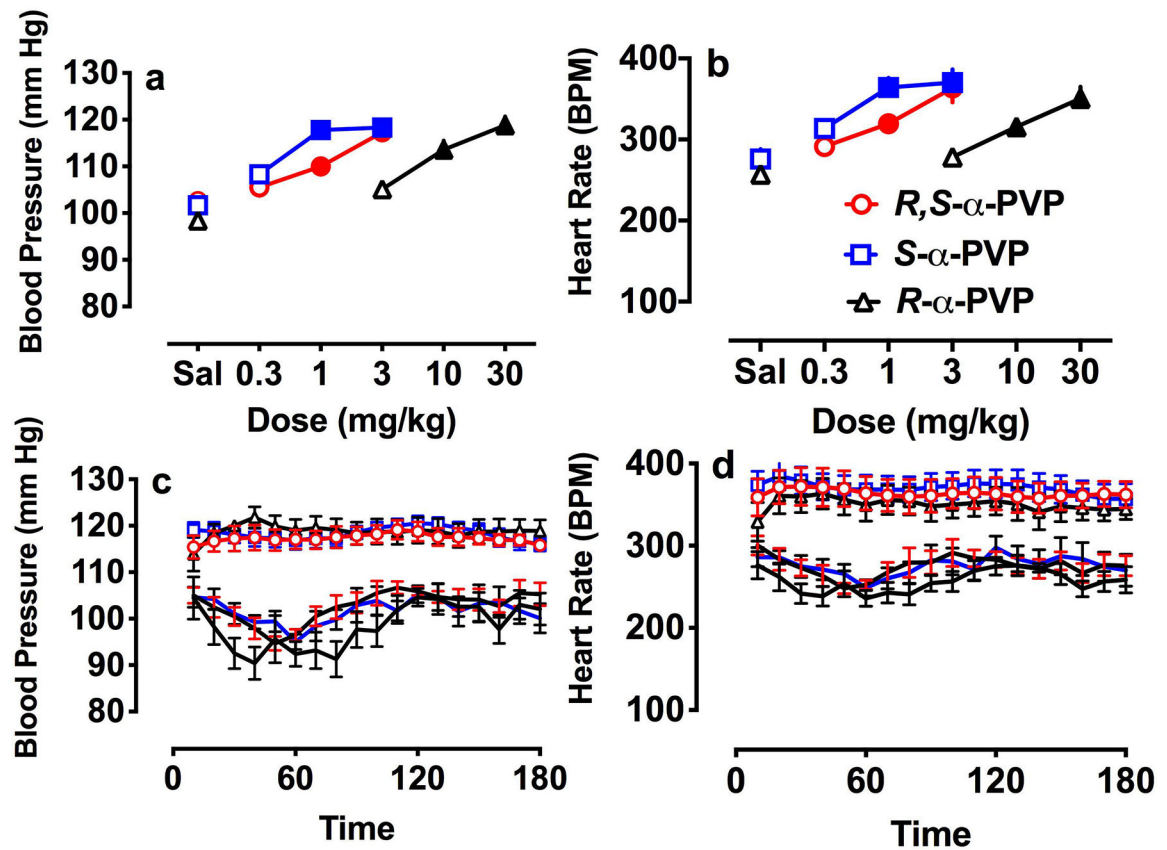 a
Blood Pressure (mm Hg)
130
120
110
100
90
80
Sal 0.3 1 3 10 30
Dose (mg/kg)
b
Heart Rate (BPM)
400
300
200
100
R,S-α-PVP
S-α-PVP
R-α-PVP
Sal 0.3 1 3 10 30
Dose (mg/kg)
c
Blood Pressure (mm Hg)
130
120
110
100
90
80
0 60 120 180
Time
d
Heart Rate (BPM)
400
300
200
100
0 60 120 180
Time